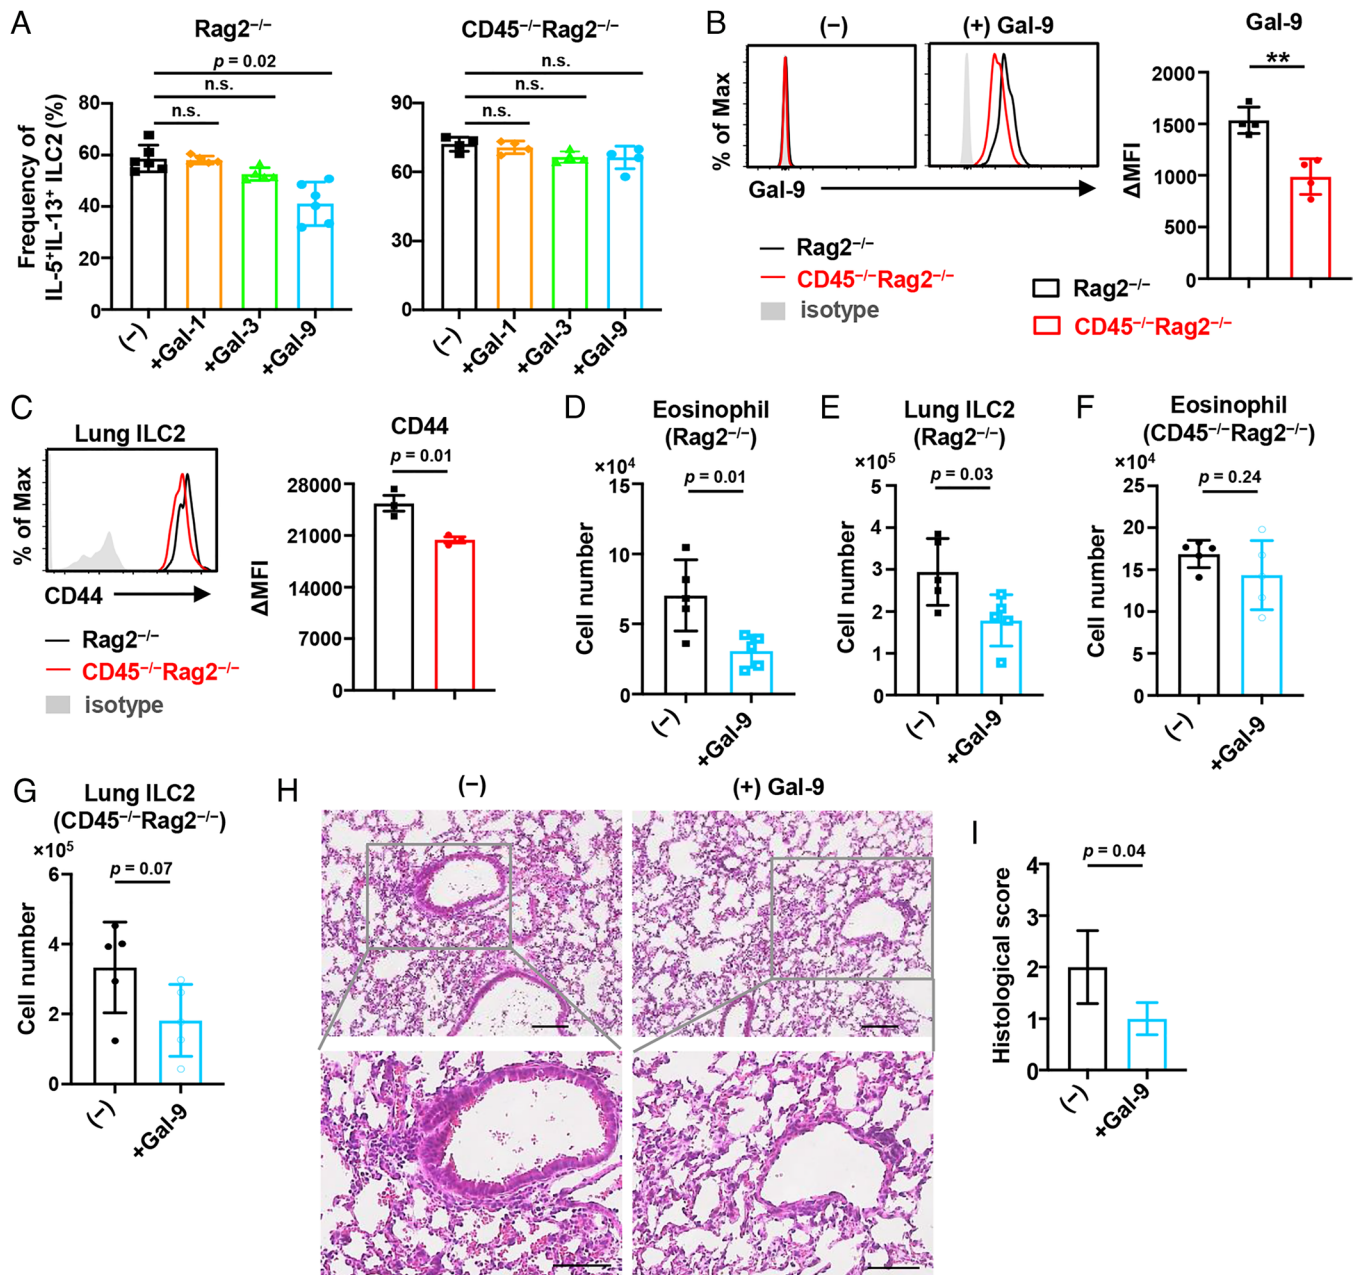 A
Rag2−/−
CD45−/−Rag2−/−
p = 0.02
n.s.
n.s.
n.s.
n.s.
n.s.
Frequency of
IL-5+IL-13+ ILC2 (%)
80
60
40
20
0
90
60
30
0
(−)
+Gal-1
+Gal-3
+Gal-9
(−)
+Gal-1
+Gal-3
+Gal-9
B
(−)
(+) Gal-9
Gal-9
% of Max
Gal-9
Rag2−/−
CD45−/−Rag2−/−
isotype
**
ΔMFI
2000
1500
1000
500
0
Rag2−/−
CD45−/−Rag2−/−
C
Lung ILC2
% of Max
CD44
Rag2−/−
CD45−/−Rag2−/−
isotype
CD44
p = 0.01
ΔMFI
28000
21000
14000
7000
0
D
Eosinophil
(Rag2−/−)
×10⁴
p = 0.01
Cell number
15
10
5
0
(−)
+Gal-9
E
Lung ILC2
(Rag2−/−)
×10⁵
p = 0.03
Cell number
5
4
3
2
1
0
(−)
+Gal-9
F
Eosinophil
(CD45−/−Rag2−/−)
×10⁴
p = 0.24
Cell number
25
20
15
10
5
0
(−)
+Gal-9
G
Lung ILC2
(CD45−/−Rag2−/−)
×10⁵
p = 0.07
Cell number
6
4
2
0
(−)
+Gal-9
H
(−)
(+) Gal-9
I
p = 0.04
Histological score
4
3
2
1
0
(−)
+Gal-9